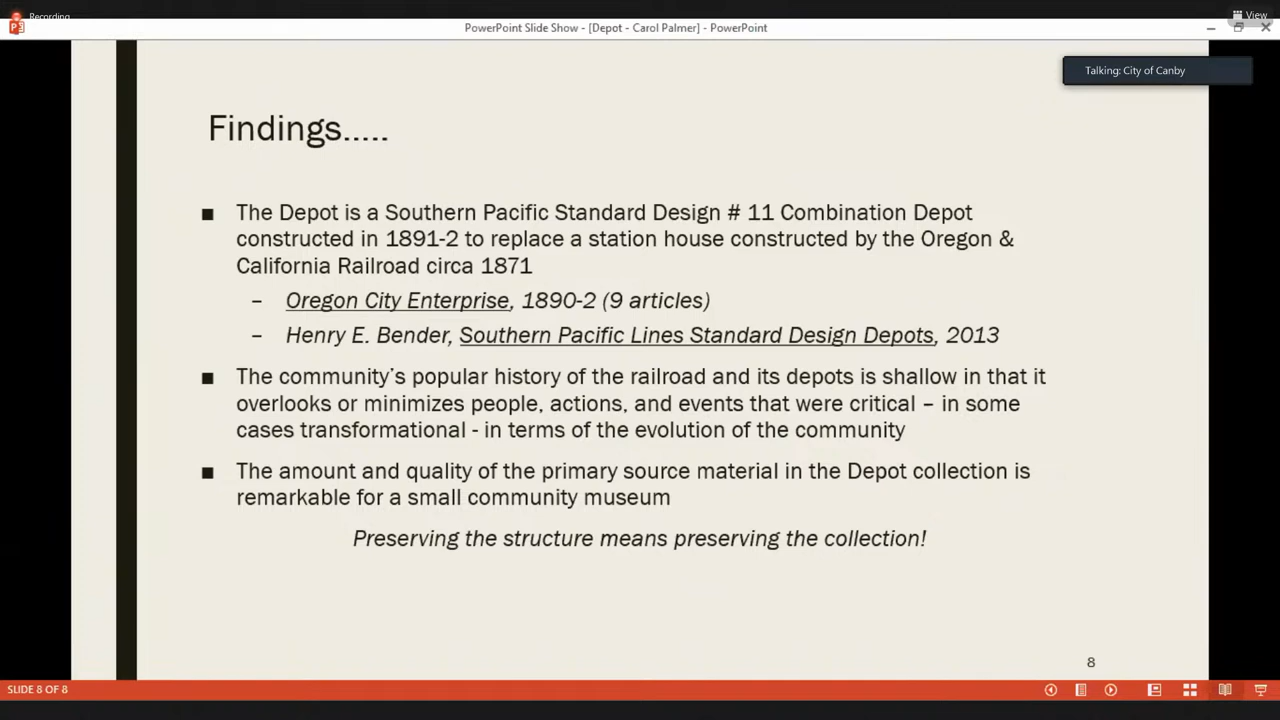 Recording
View
PowerPoint Slide Show - [Depot - Carol Palmer] - PowerPoint
Talking: City of Canby
Findings.....
■ The Depot is a Southern Pacific Standard Design # 11 Combination Depot
constructed in 1891-2 to replace a station house constructed by the Oregon &
California Railroad circa 1871
– Oregon City Enterprise, 1890-2 (9 articles)
– Henry E. Bender, Southern Pacific Lines Standard Design Depots, 2013
■ The community’s popular history of the railroad and its depots is shallow in that it
overlooks or minimizes people, actions, and events that were critical – in some
cases transformational - in terms of the evolution of the community
■ The amount and quality of the primary source material in the Depot collection is
remarkable for a small community museum
Preserving the structure means preserving the collection!
8
SLIDE 8 OF 8